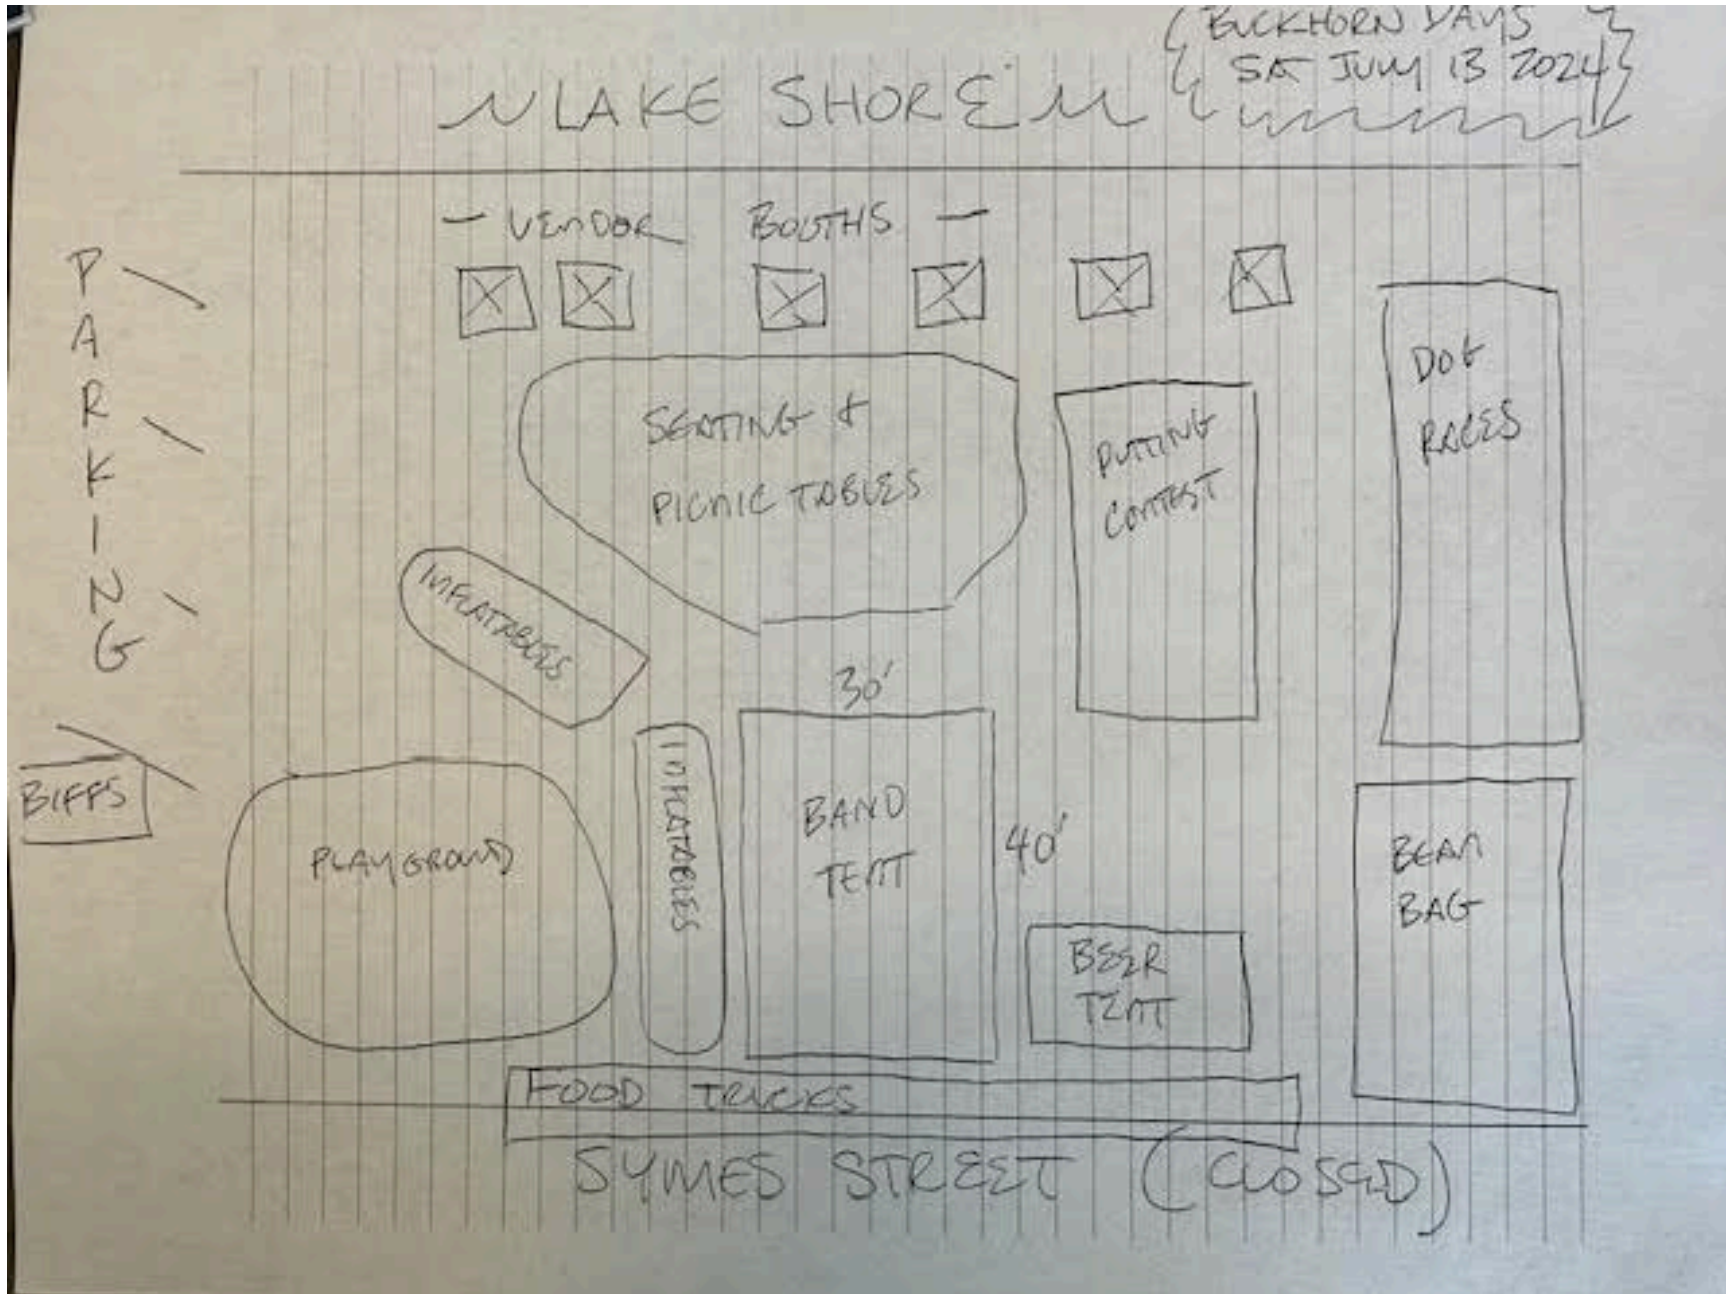 BUCKHORN DAYS
SAT JULY 13 2024
LAKE SHORE
- VENDOR BOOTHS -
PARKING
DOG
RACES
SEATING &
PICNIC TABLES
PUTTING
CONTEST
INFLATABLES
30'
BIFFS
PLAYGROUND
INFLATABLES
BAND
TENT
40'
BEAN
BAG
BEER
TENT
FOOD TRUCKS
SYMES STREET (CLOSED)